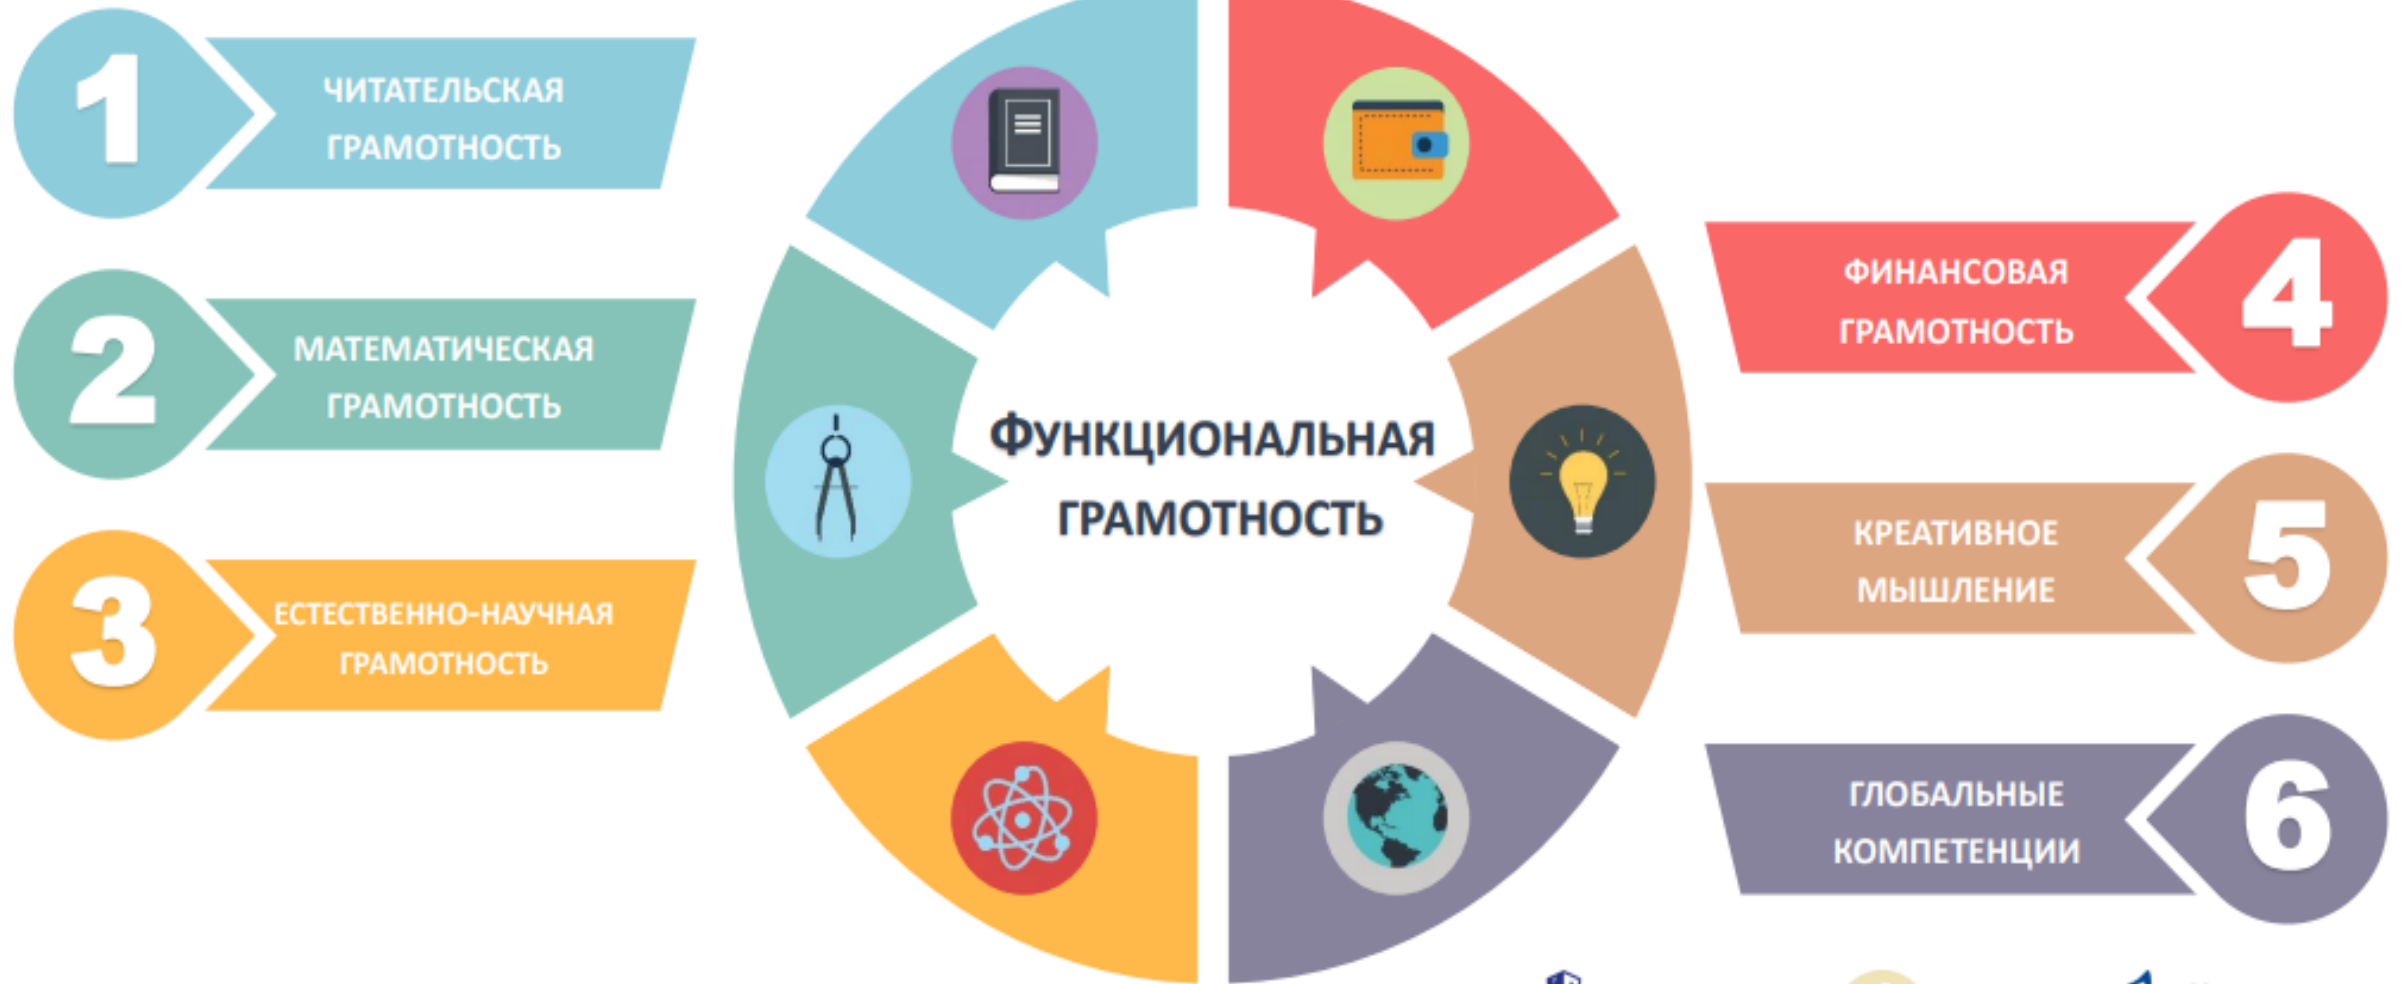 1
ЧИТАТЕЛЬСКАЯ
ГРАМОТНОСТЬ
2
МАТЕМАТИЧЕСКАЯ
ГРАМОТНОСТЬ
3
ЕСТЕСТВЕННО-НАУЧНАЯ
ГРАМОТНОСТЬ
ФУНКЦИОНАЛЬНАЯ
ГРАМОТНОСТЬ
4
ФИНАНСОВАЯ
ГРАМОТНОСТЬ
5
КРЕАТИВНОЕ
МЫШЛЕНИЕ
6
ГЛОБАЛЬНЫЕ
КОМПЕТЕНЦИИ